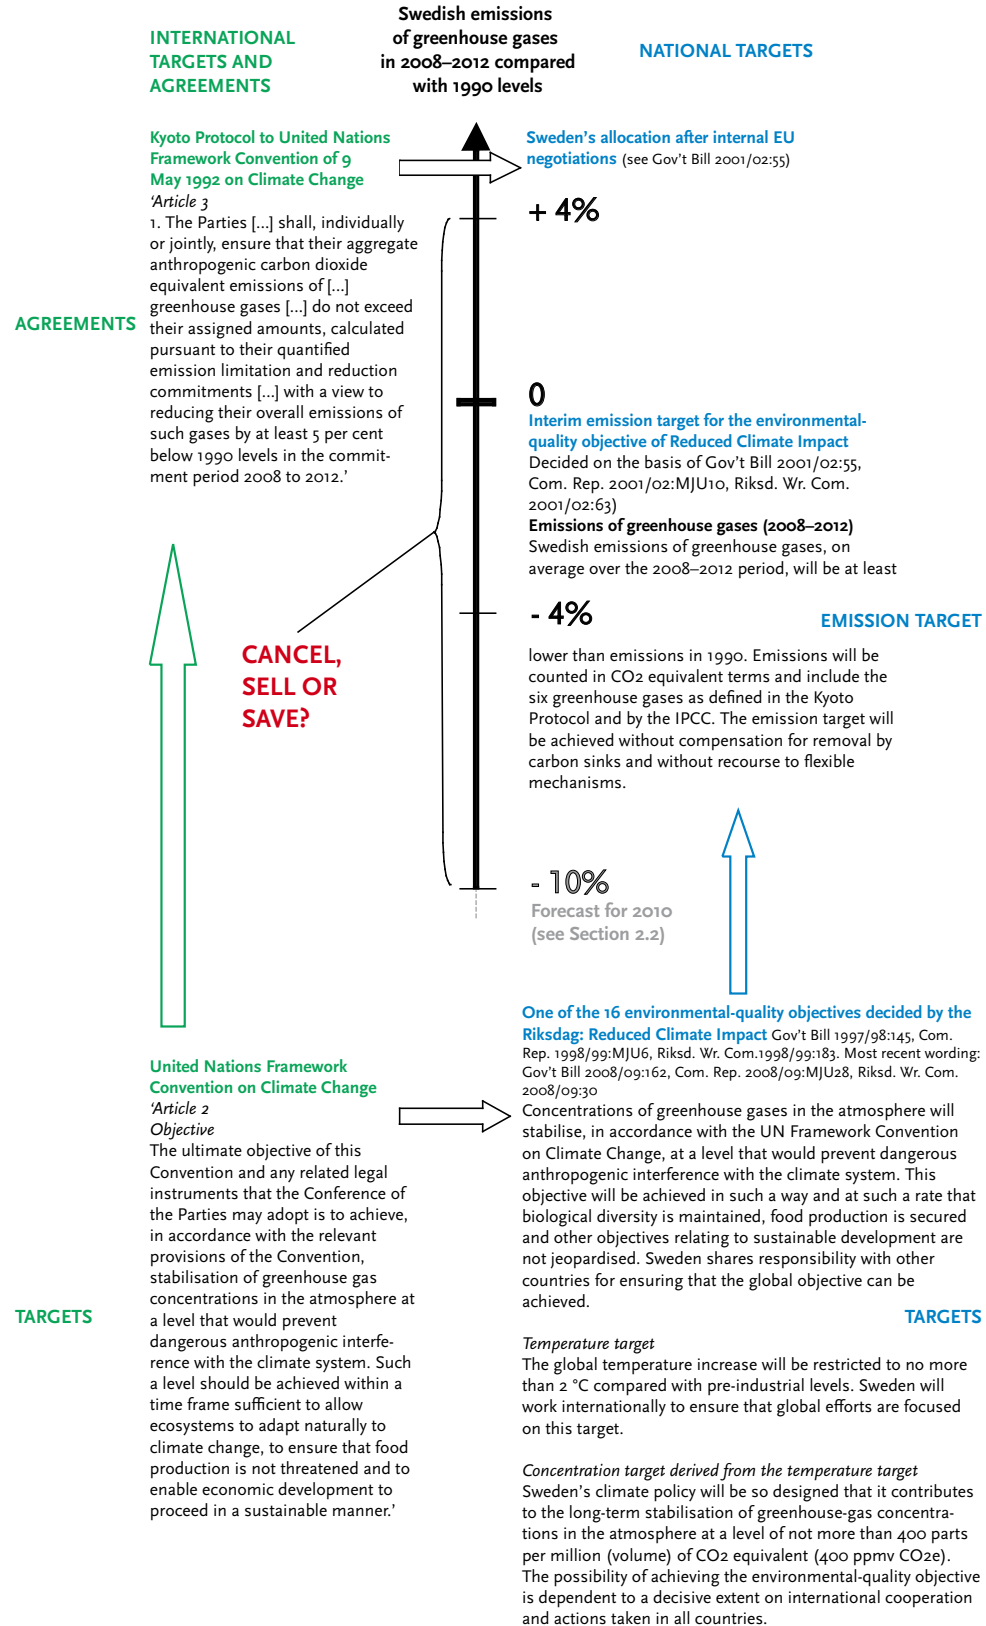 INTERNATIONAL
TARGETS AND
AGREEMENTS
Swedish emissions
of greenhouse gases
in 2008–2012 compared
with 1990 levels
NATIONAL TARGETS
Kyoto Protocol to United Nations
Framework Convention of 9
May 1992 on Climate Change
‘Article 3
1. The Parties [...] shall, individually
or jointly, ensure that their aggregate
anthropogenic carbon dioxide
equivalent emissions of [...]
greenhouse gases [...] do not exceed
their assigned amounts, calculated
pursuant to their quantified
emission limitation and reduction
commitments [...] with a view to
reducing their overall emissions of
such gases by at least 5 per cent
below 1990 levels in the commit-
ment period 2008 to 2012.’
AGREEMENTS
Sweden’s allocation after internal EU
negotiations (see Gov’t Bill 2001/02:55)
+ 4%
0
Interim emission target for the environmental-
quality objective of Reduced Climate Impact
Decided on the basis of Gov’t Bill 2001/02:55,
Com. Rep. 2001/02:MJU10, Riksd. Wr. Com.
2001/02:63)
Emissions of greenhouse gases (2008–2012)
Swedish emissions of greenhouse gases, on
average over the 2008–2012 period, will be at least
- 4%
EMISSION TARGET
lower than emissions in 1990. Emissions will be
counted in CO2 equivalent terms and include the
six greenhouse gases as defined in the Kyoto
Protocol and by the IPCC. The emission target will
be achieved without compensation for removal by
carbon sinks and without recourse to flexible
mechanisms.
CANCEL,
SELL OR
SAVE?
- 10%
Forecast for 2010
(see Section 2.2)
United Nations Framework
Convention on Climate Change
‘Article 2
Objective
The ultimate objective of this
Convention and any related legal
instruments that the Conference of
the Parties may adopt is to achieve,
in accordance with the relevant
provisions of the Convention,
stabilisation of greenhouse gas
concentrations in the atmosphere at
a level that would prevent
dangerous anthropogenic interfe-
rence with the climate system. Such
a level should be achieved within a
time frame sufficient to allow
ecosystems to adapt naturally to
climate change, to ensure that food
production is not threatened and to
enable economic development to
proceed in a sustainable manner.’
TARGETS
One of the 16 environmental-quality objectives decided by the
Riksdag: Reduced Climate Impact Gov’t Bill 1997/98:145, Com.
Rep. 1998/99:MJU6, Riksd. Wr. Com.1998/99:183. Most recent wording:
Gov’t Bill 2008/09:162, Com. Rep. 2008/09:MJU28, Riksd. Wr. Com.
2008/09:30
Concentrations of greenhouse gases in the atmosphere will
stabilise, in accordance with the UN Framework Convention
on Climate Change, at a level that would prevent dangerous
anthropogenic interference with the climate system. This
objective will be achieved in such a way and at such a rate that
biological diversity is maintained, food production is secured
and other objectives relating to sustainable development are
not jeopardised. Sweden shares responsibility with other
countries for ensuring that the global objective can be
achieved.
TARGETS
Temperature target
The global temperature increase will be restricted to no more
than 2 °C compared with pre-industrial levels. Sweden will
work internationally to ensure that global efforts are focused
on this target.
Concentration target derived from the temperature target
Sweden’s climate policy will be so designed that it contributes
to the long-term stabilisation of greenhouse-gas concentra-
tions in the atmosphere at a level of not more than 400 parts
per million (volume) of CO2 equivalent (400 ppmv CO2e).
The possibility of achieving the environmental-quality objective
is dependent to a decisive extent on international cooperation
and actions taken in all countries.